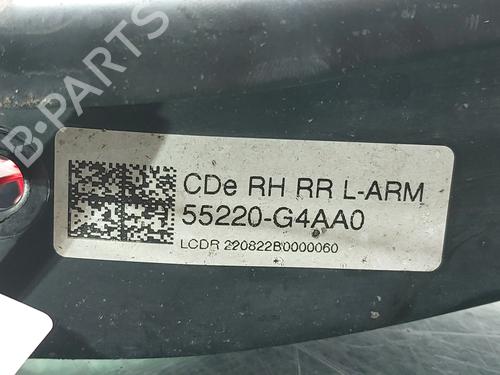 B-PARTS
CDe RH RR L-ARM
55220-G4AA0
LCDR 220822B0000060